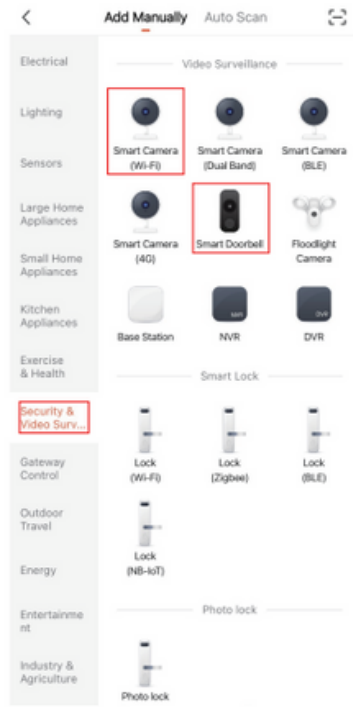 Add Manually
Auto Scan
Electrical
Lighting
Sensors
Large Home
Appliances
Small Home
Appliances
Kitchen
Appliances
Exercise
& Health
Security &
Video Surv...
Gateway
Control
Outdoor
Travel
Energy
Entertainme
nt
Industry &
Agriculture
Video Surveillance
Smart Camera
(Wi-Fi)
Smart Camera
(Dual Band)
Smart Camera
(BLE)
Smart Camera
(4G)
Smart Doorbell
Floodlight
Camera
Base Station
NVR
NVR
DVR
DVR
Smart Lock
Lock
(Wi-Fi)
Lock
(Zigbee)
Lock
(BLE)
Lock
(NB-IoT)
Photo lock
Photo lock